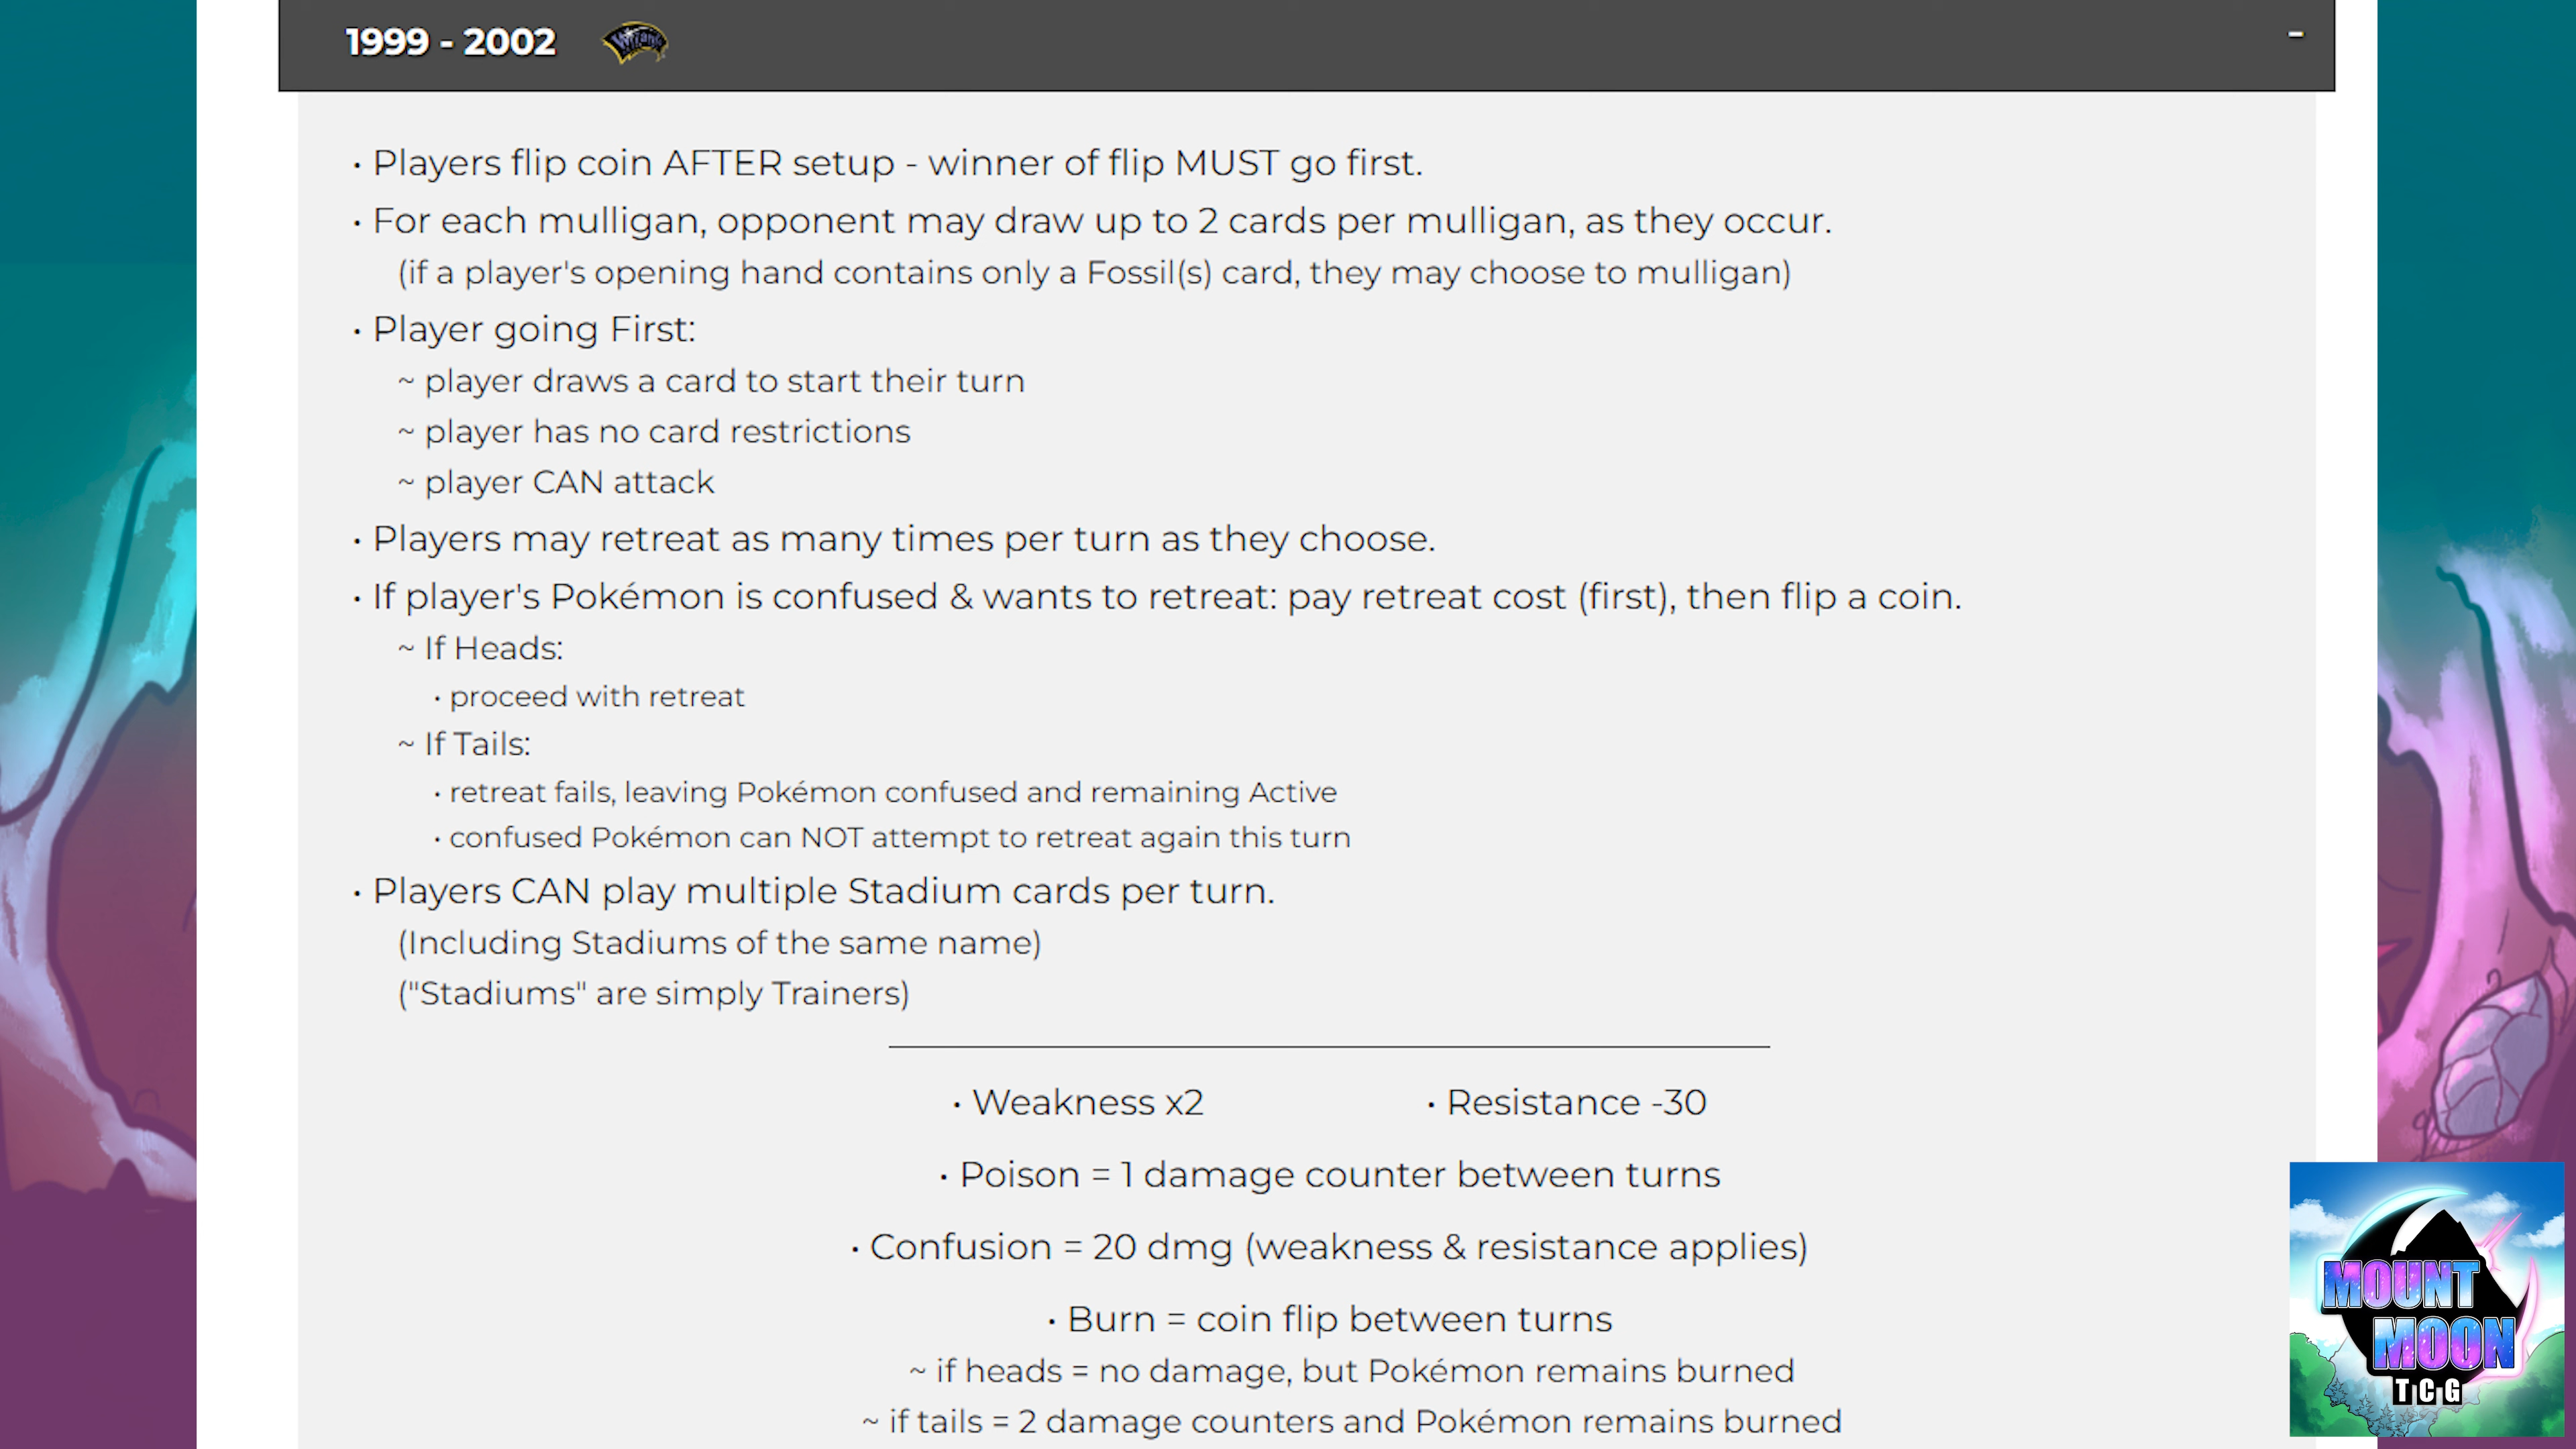 1999 - 2002 Wizards -
• Players flip coin AFTER setup - winner of flip MUST go first.
• For each mulligan, opponent may draw up to 2 cards per mulligan, as they occur.
(if a player's opening hand contains only a Fossil(s) card, they may choose to mulligan)
• Player going First:
~ player draws a card to start their turn
~ player has no card restrictions
~ player CAN attack
• Players may retreat as many times per turn as they choose.
• If player's Pokémon is confused & wants to retreat: pay retreat cost (first), then flip a coin.
~ If Heads:
• proceed with retreat
~ If Tails:
• retreat fails, leaving Pokémon confused and remaining Active
• confused Pokémon can NOT attempt to retreat again this turn
• Players CAN play multiple Stadium cards per turn.
(Including Stadiums of the same name)
("Stadiums" are simply Trainers)
• Weakness x2 • Resistance -30
• Poison = 1 damage counter between turns
• Confusion = 20 dmg (weakness & resistance applies)
• Burn = coin flip between turns
~ if heads = no damage, but Pokémon remains burned
~ if tails = 2 damage counters and Pokémon remains burned
MOUNT
MOON
TCG